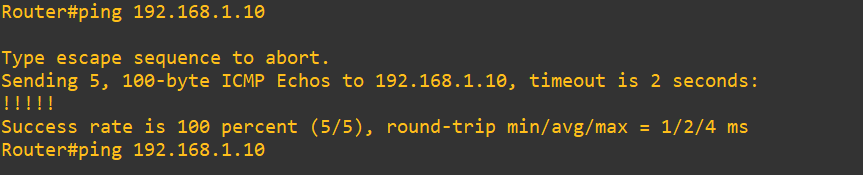 Router#ping 192.168.1.10
Type escape sequence to abort.
Sending 5, 100-byte ICMP Echos to 192.168.1.10, timeout is 2 seconds:
!!!!!
Success rate is 100 percent (5/5), round-trip min/avg/max = 1/2/4 ms
Router#ping 192.168.1.10